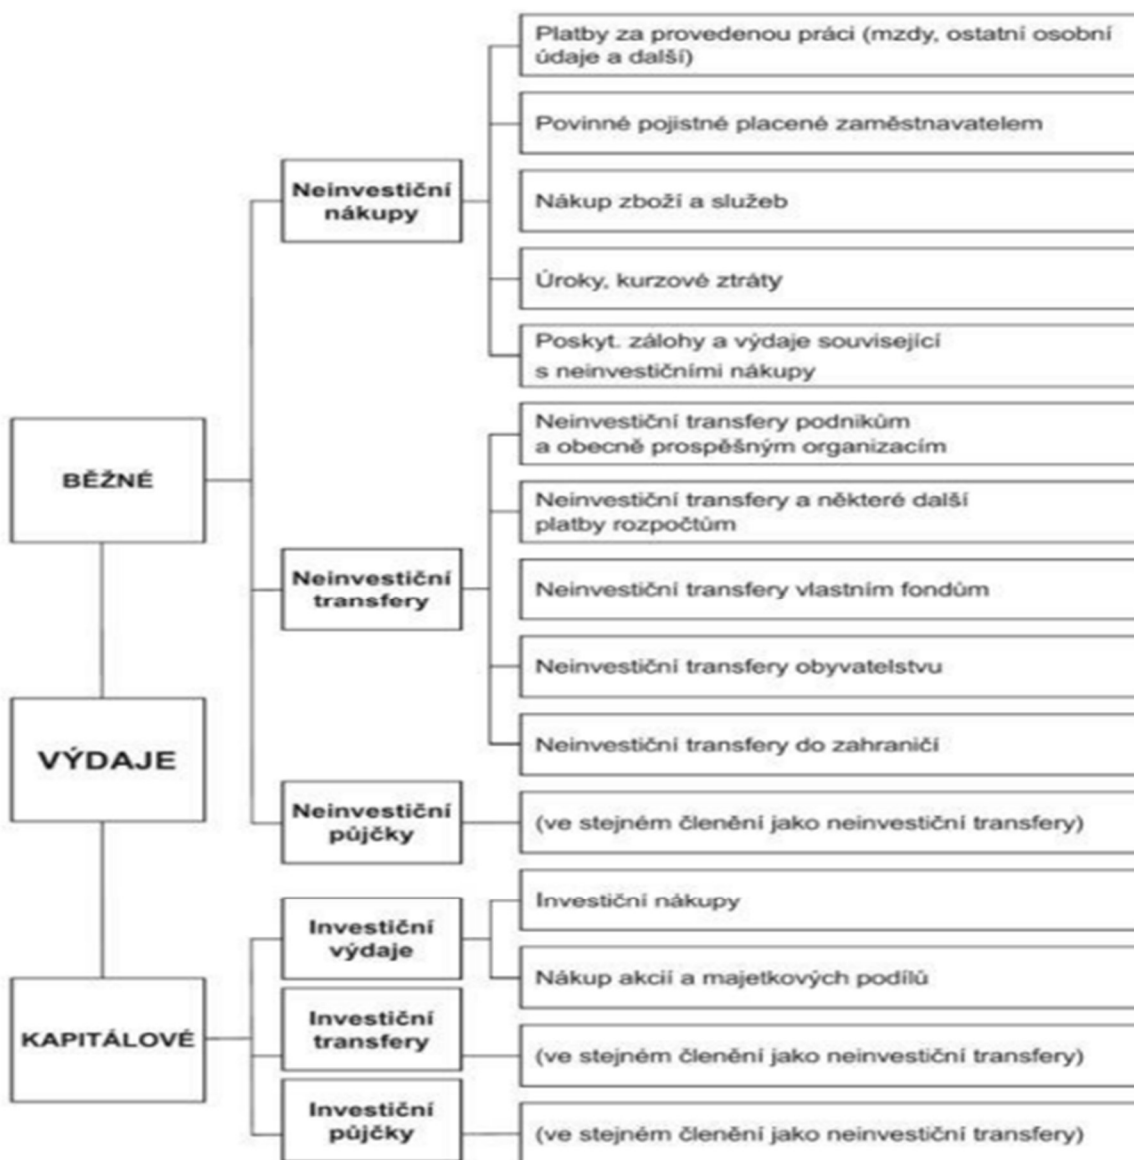 Platby za provedenou práci (mzdy, ostatní osobní
údaje a další)
Povinné pojistné placené zaměstnavatelem
Neinvestiční
nákupy
Nákup zboží a služeb
Úroky, kurzové ztráty
Poskyt. zálohy a výdaje související
s neinvestičními nákupy
BĚŽNÉ
Neinvestiční transfery podnikům
a obecně prospěšným organizacím
Neinvestiční transfery a některé další
platby rozpočtům
Neinvestiční
transfery
Neinvestiční transfery vlastním fondům
Neinvestiční transfery obyvatelstvu
Neinvestiční transfery do zahraničí
VÝDAJE
Neinvestiční
půjčky
(ve stejném členění jako neinvestiční transfery)
Investiční
výdaje
Investiční nákupy
Nákup akcií a majetkových podílů
KAPITÁLOVÉ
Investiční
transfery
(ve stejném členění jako neinvestiční transfery)
Investiční
půjčky
(ve stejném členění jako neinvestiční transfery)